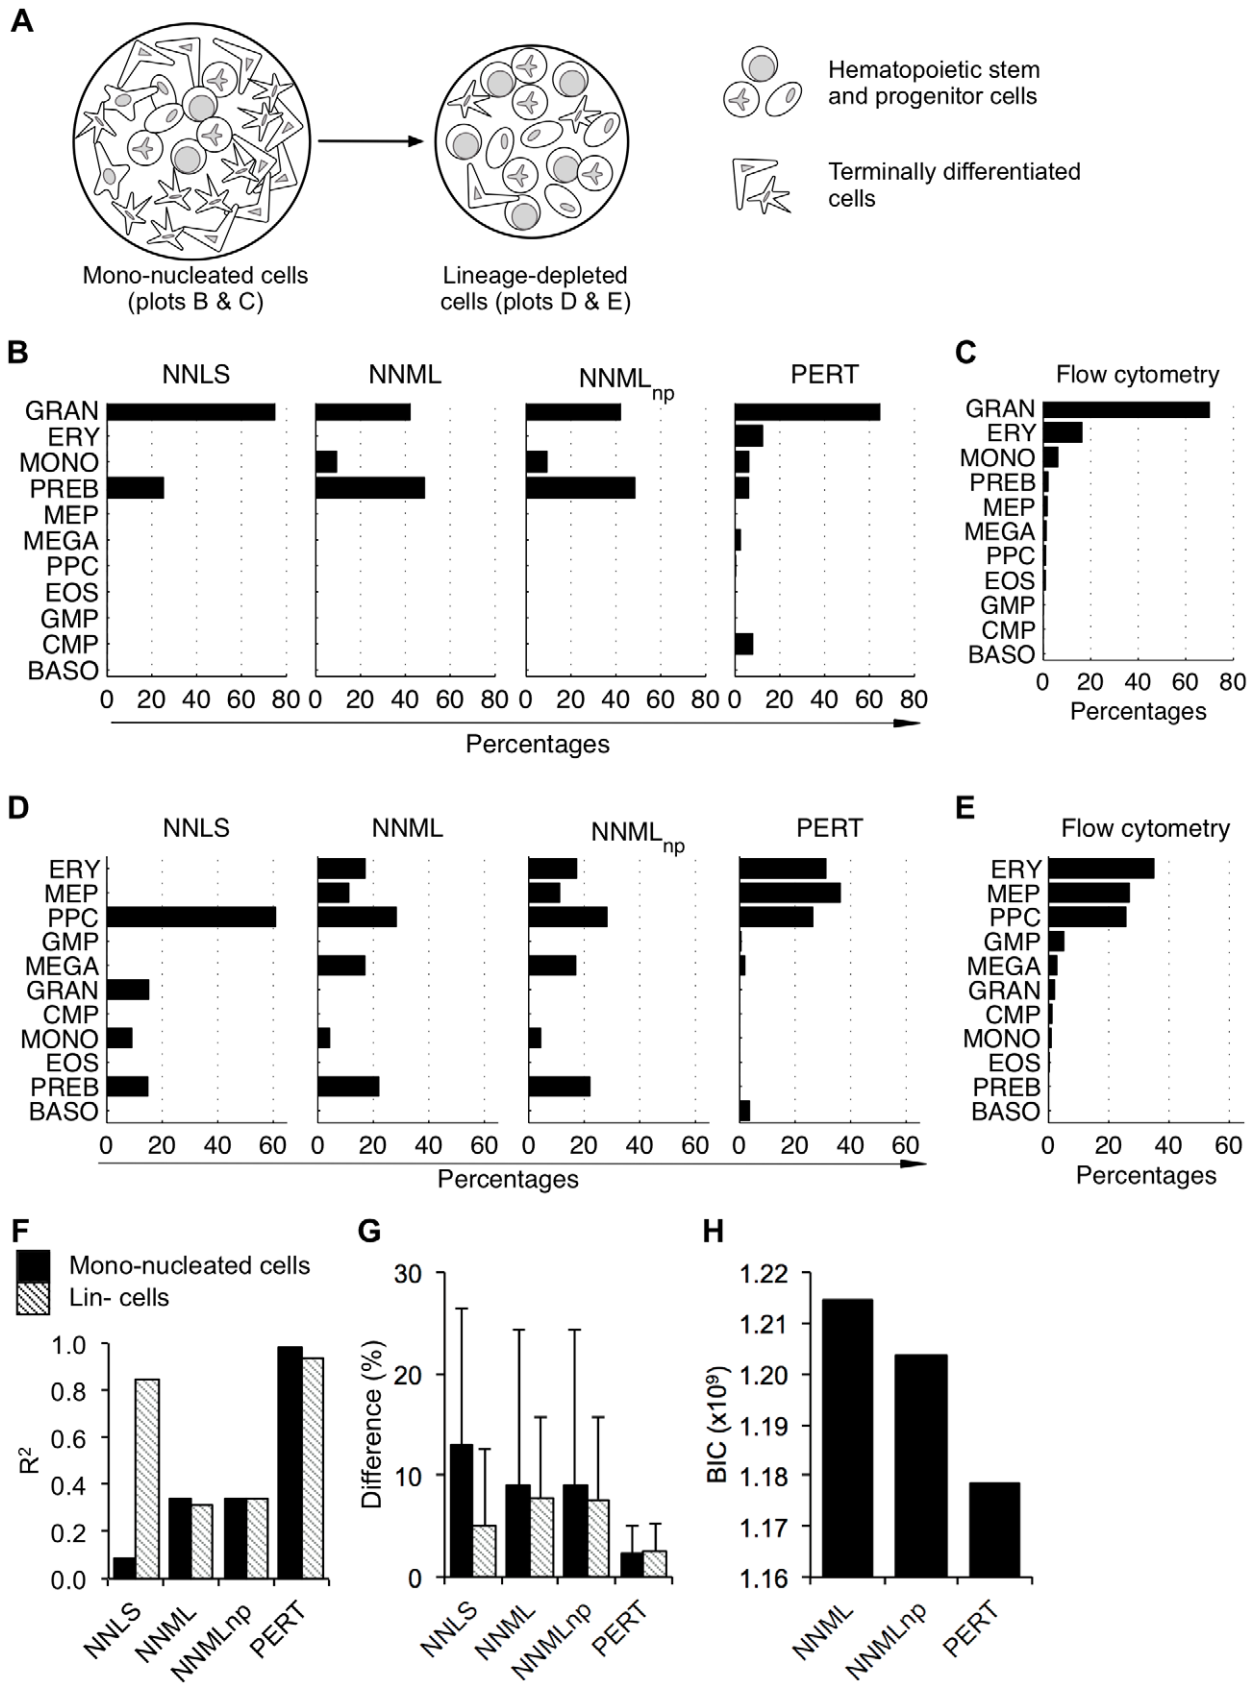 A
Hematopoietic stem
and progenitor cells
Terminally differentiated
cells
Mono-nucleated cells
(plots B & C)
Lineage-depleted
cells (plots D & E)
B
NNLS
NNML
NNMLnp
PERT
GRAN
ERY
MONO
PREB
MEP
MEGA
PPC
EOS
GMP
CMP
BASO
0 20 40 60 80 0 20 40 60 80 0 20 40 60 80 0 20 40 60 80
Percentages
C
Flow cytometry
GRAN
ERY
MONO
PREB
MEP
MEGA
PPC
EOS
GMP
CMP
BASO
0 20 40 60 80
Percentages
D
NNLS
NNML
NNMLnp
PERT
ERY
MEP
PPC
GMP
MEGA
GRAN
CMP
MONO
EOS
PREB
BASO
0 20 40 60 0 20 40 60 0 20 40 60 0 20 40 60
Percentages
E
Flow cytometry
ERY
MEP
PPC
GMP
MEGA
GRAN
CMP
MONO
EOS
PREB
BASO
0 20 40 60
Percentages
F
Mono-nucleated cells
Lin- cells
R²
1.0
0.8
0.6
0.4
0.2
0.0
NNLS
NNML
NNMLnp
PERT
G
Difference (%)
30
20
10
0
NNLS
NNML
NNMLnp
PERT
H
BIC (x10⁹)
1.22
1.21
1.20
1.19
1.18
1.17
1.16
NNML
NNMLnp
PERT